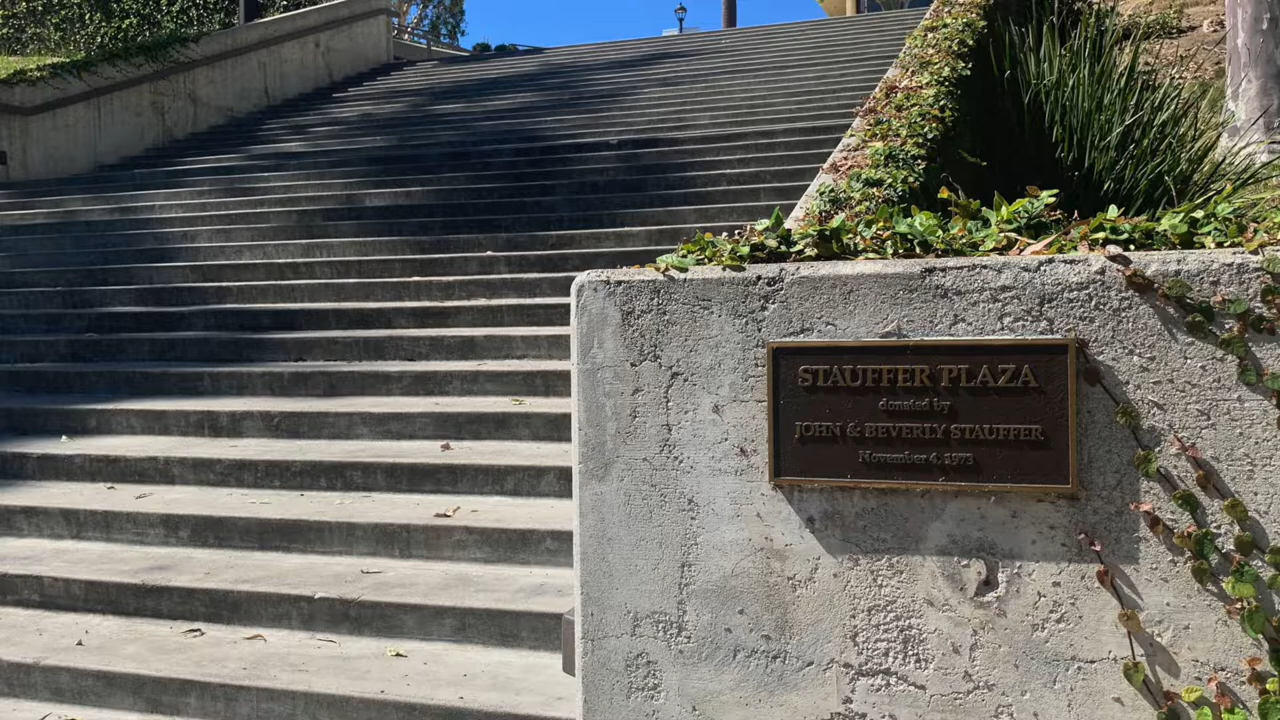 STAUFFER PLAZA
donated by
JOHN & BEVERLY STAUFFER
November 4, 1973